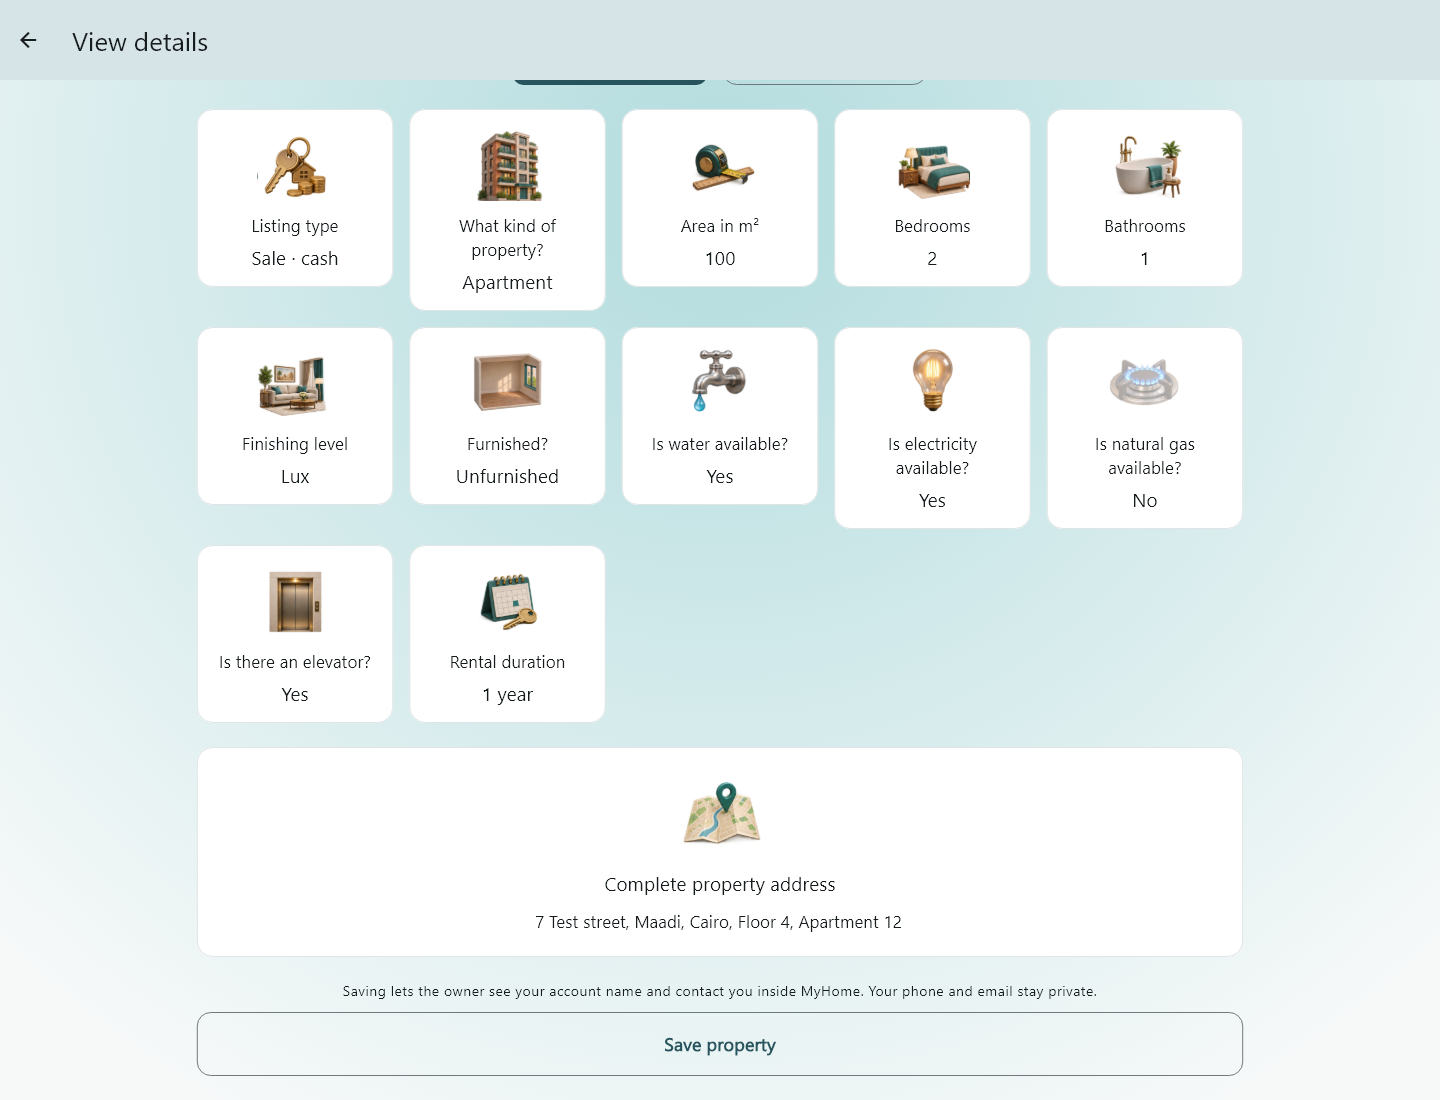 View details
Listing type
Sale · cash
What kind of
property?
Apartment
Area in m²
100
Bedrooms
2
Bathrooms
1
Finishing level
Lux
Furnished?
Unfurnished
Is water available?
Yes
Is electricity
available?
Yes
Is natural gas
available?
No
Is there an elevator?
Yes
Rental duration
1 year
Complete property address
7 Test street, Maadi, Cairo, Floor 4, Apartment 12
Saving lets the owner see your account name and contact you inside MyHome. Your phone and email stay private.
Save property